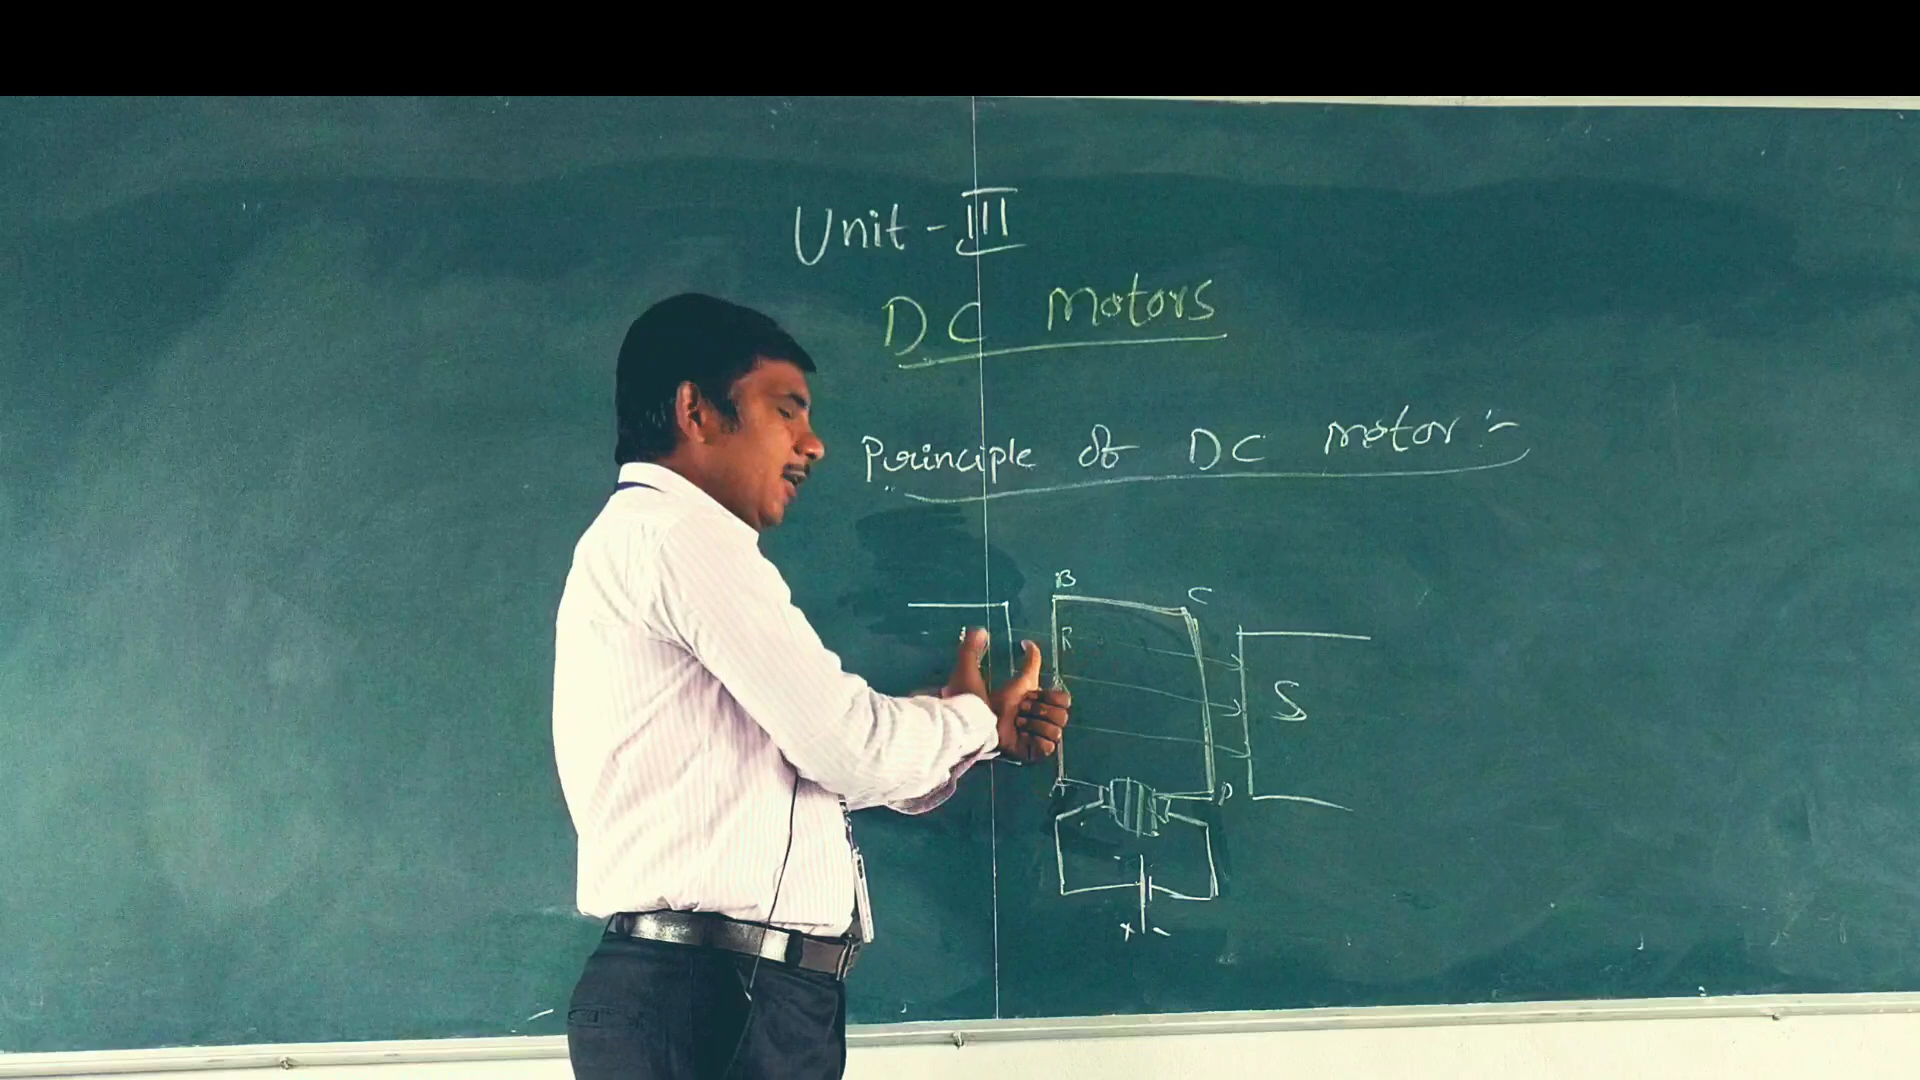 Unit - III
DC Motors
Principle of DC motor :-
B
C
R
S
A
D
+ -